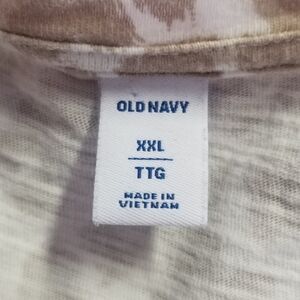 OLD NAVY
XXL
TTG
MADE IN
VIETNAM